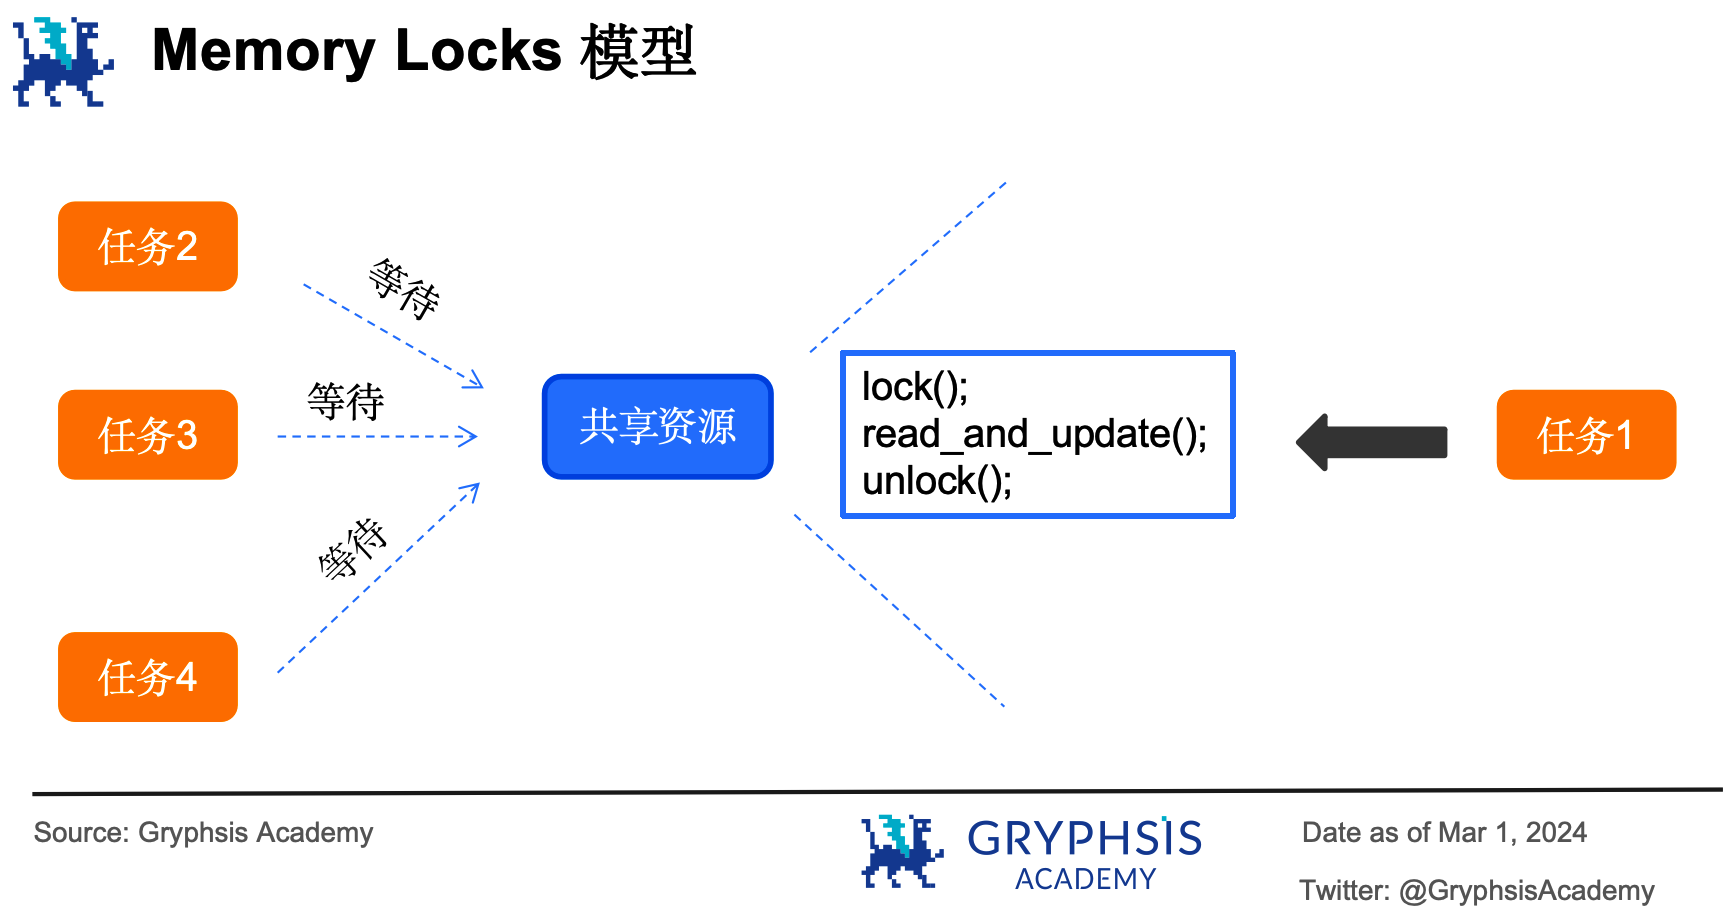 Memory Locks 模型
任务2
等待
任务3
等待
任务4
等待
共享资源
lock();
read_and_update();
unlock();
任务1
Source: Gryphsis Academy
GRYPHSIS
ACADEMY
Date as of Mar 1, 2024
Twitter: @GryphsisAcademy